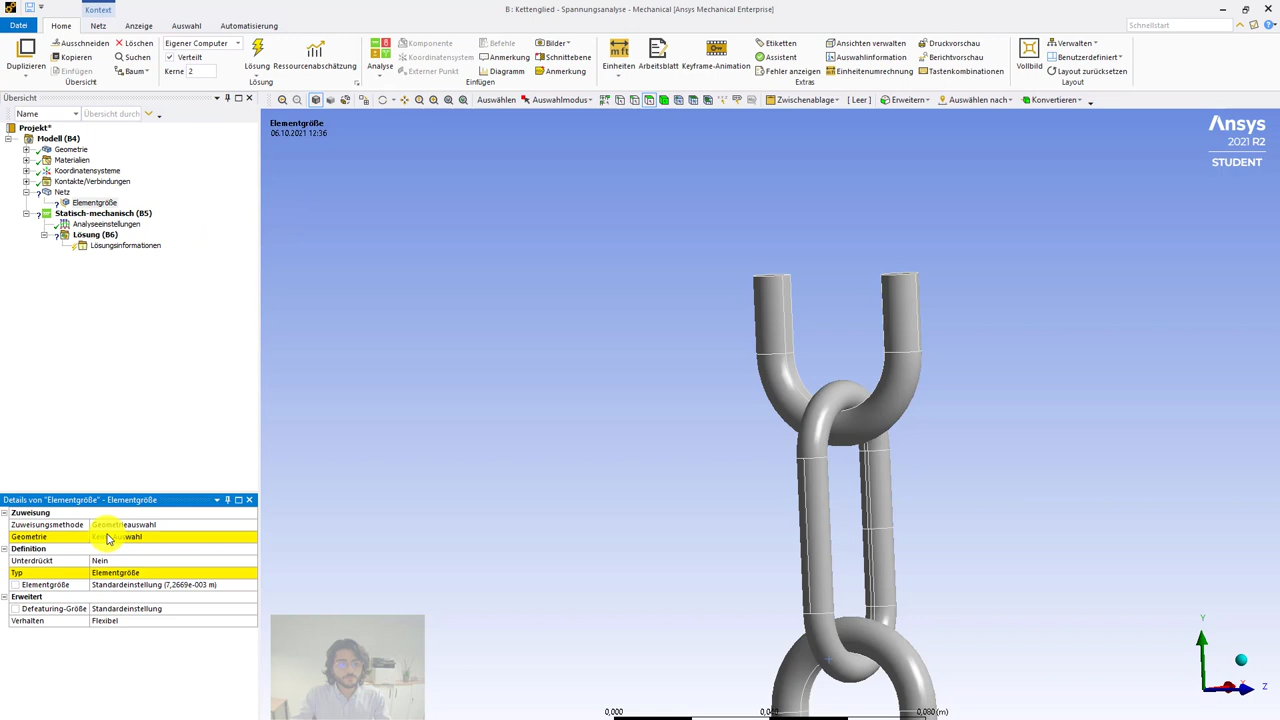 Kontext
B : Kettenglied - Spannungsanalyse - Mechanical [Ansys Mechanical Enterprise]
Datei Home Netz Anzeige Auswahl Automatisierung Schnellstart
Duplizieren Ausschneiden Kopieren Einfügen Löschen Suchen Baum Übersicht
Eigener Computer Verteilt Kerne 2 Lösung Ressourcenabschätzung Lösung
Analyse Komponente Koordinatensystem Externer Punkt Befehle Anmerkung Diagramm Bilder Schnittebene Anmerkung Einfügen
Einheiten Arbeitsblatt Keyframe-Animation Etiketten Assistent Fehler anzeigen Ansichten verwalten Auswahlinformation Einheitenumrechnung Druckvorschau Berichtvorschau Tastenkombinationen Extras
Vollbild Verwalten Benutzerdefiniert Layout zurücksetzen Layout
Auswählen Auswahlmodus Zwischenablage [ Leer ] Erweitern Auswählen nach Konvertieren
Übersicht
Name Übersicht durch
Projekt*
Modell (B4)
Geometrie
Materialien
Koordinatensysteme
Kontakte/Verbindungen
Netz
Elementgröße
Statisch-mechanisch (B5)
Analyseeinstellungen
Lösung (B6)
Lösungsinformationen
Elementgröße
06.10.2021 12:36
Ansys
2021 R2
STUDENT
Details von "Elementgröße" - Elementgröße
Zuweisung
Zuweisungsmethode Geometrieauswahl
Geometrie Keine Auswahl
Definition
Unterdrückt Nein
Typ Elementgröße
Elementgröße Standardeinstellung (7,2669e-003 m)
Erweitert
Defeaturing-Größe Standardeinstellung
Verhalten Flexibel
0,000 0,080 (m)
Y
X
Z